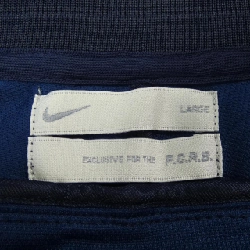 LARGE
EXCLUSIVE FOR THE F.C.R.B.